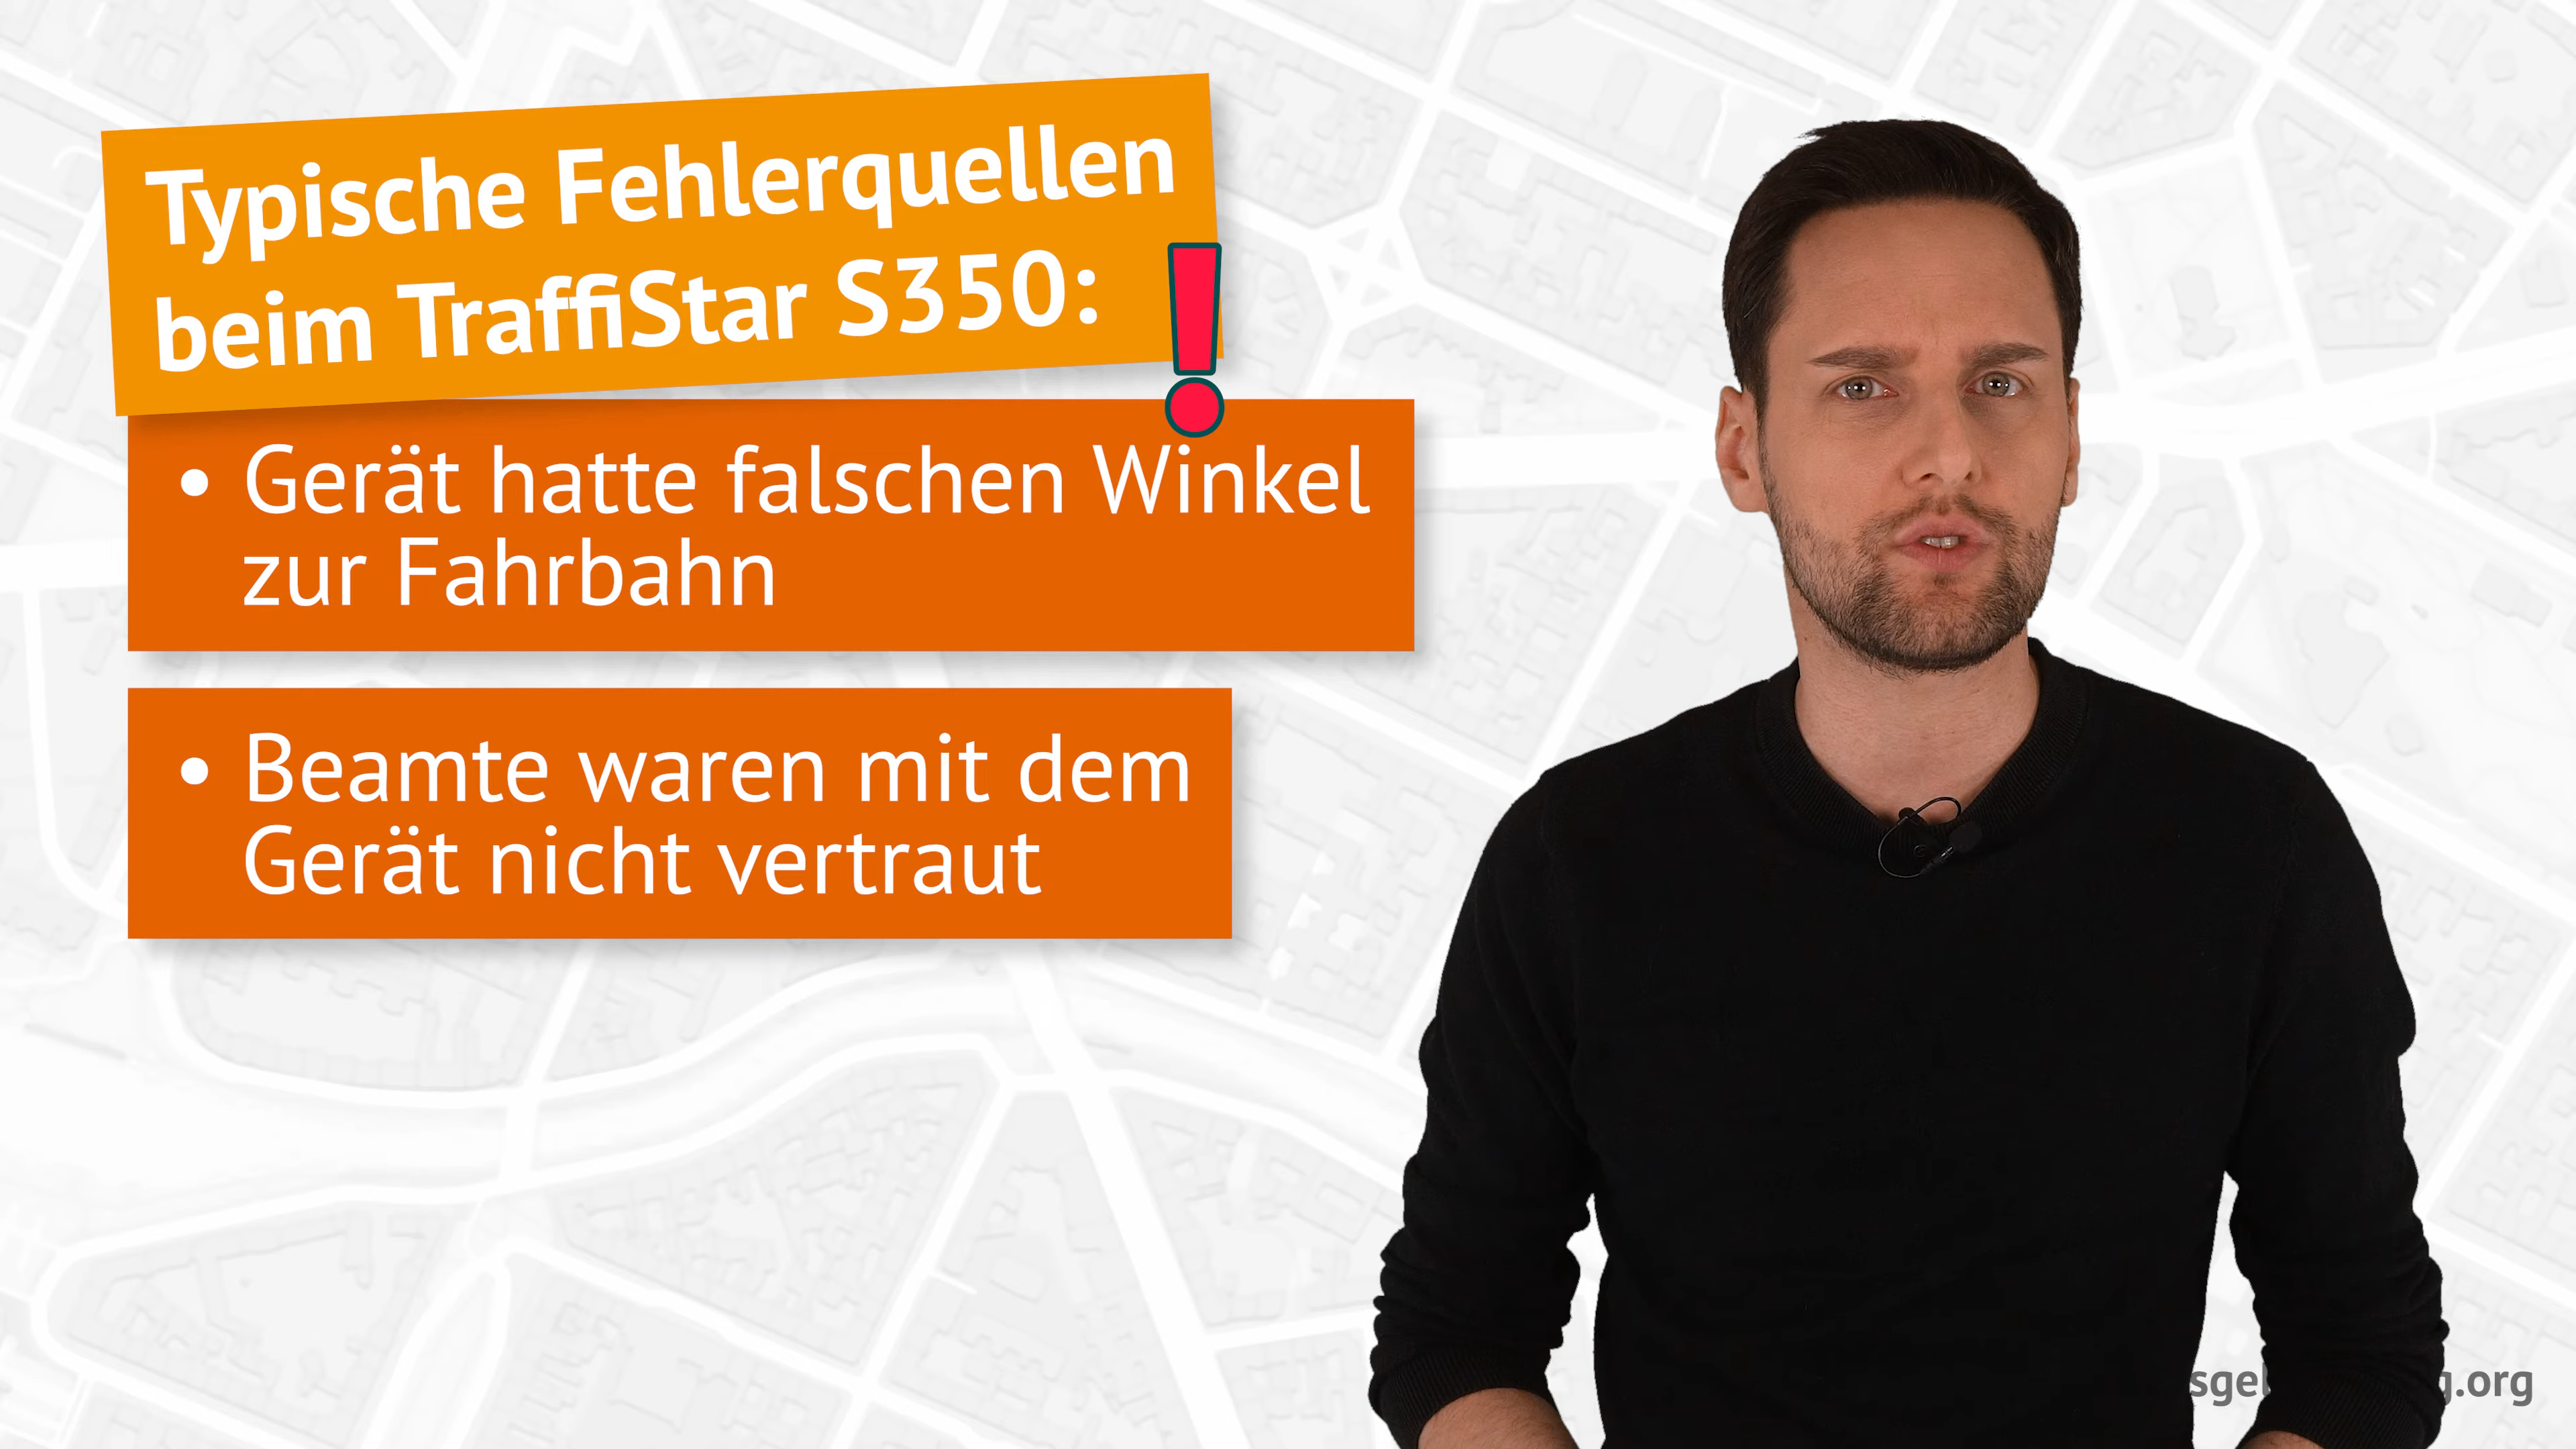 Typische Fehlerquellen
beim TraffiStar S350:
• Gerät hatte falschen Winkel
zur Fahrbahn
• Beamte waren mit dem
Gerät nicht vertraut